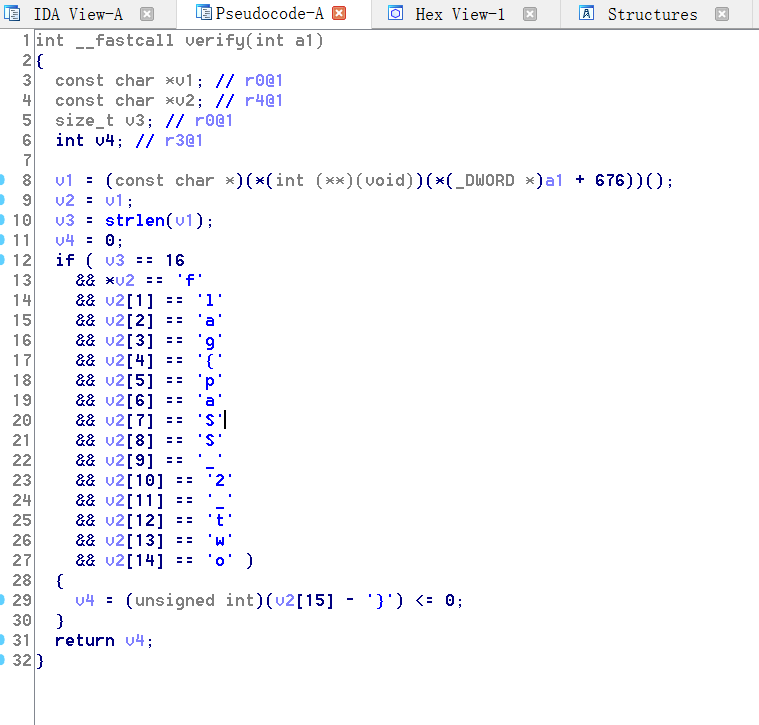 IDA View-A Pseudocode-A Hex View-1 Structures
1 int __fastcall verify(int a1)
2 {
3 const char *v1; // r0@1
4 const char *v2; // r4@1
5 size_t v3; // r0@1
6 int v4; // r3@1
7
8 v1 = (const char *)(*(int (**)(void))(*(_DWORD *)a1 + 676))();
9 v2 = v1;
10 v3 = strlen(v1);
11 v4 = 0;
12 if ( v3 == 16
13 && *v2 == 'f'
14 && v2[1] == 'l'
15 && v2[2] == 'a'
16 && v2[3] == 'g'
17 && v2[4] == '{'
18 && v2[5] == 'p'
19 && v2[6] == 'a'
20 && v2[7] == 'S'
21 && v2[8] == 'S'
22 && v2[9] == '_'
23 && v2[10] == '2'
24 && v2[11] == '_'
25 && v2[12] == 't'
26 && v2[13] == 'w'
27 && v2[14] == 'o' )
28 {
29 v4 = (unsigned int)(v2[15] - '}') <= 0;
30 }
31 return v4;
32 }